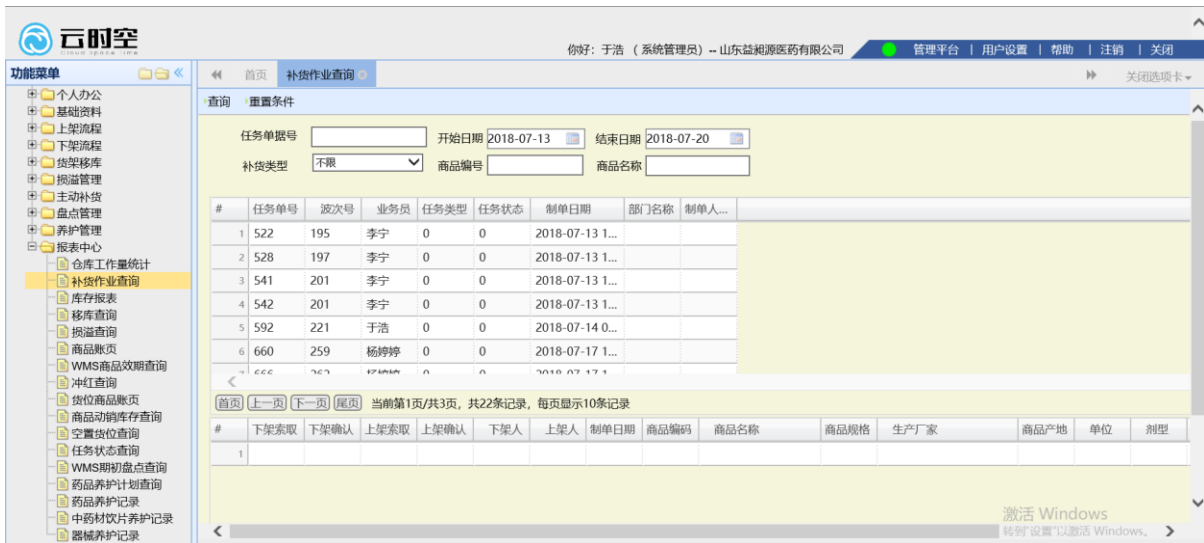 云时空
Cloud space time
你好：于浩 （系统管理员）-- 山东益昶源医药有限公司 管理平台 | 用户设置 | 帮助 | 注销 | 关闭
功能菜单
首页 补货作业查询 关闭选项卡
个人办公
基础资料
上架流程
下架流程
货架移库
损溢管理
主动补货
盘点管理
养护管理
报表中心
仓库工作量统计
补货作业查询
库存报表
移库查询
损溢查询
商品账页
WMS商品效期查询
冲红查询
货位商品账页
商品动销库存查询
空置货位查询
任务状态查询
WMS期初盘点查询
药品养护计划查询
药品养护记录
中药材饮片养护记录
器械养护记录
查询 重置条件
任务单据号 开始日期 2018-07-13 结束日期 2018-07-20
补货类型 不限 商品编号 商品名称
# 任务单号 波次号 业务员 任务类型 任务状态 制单日期 部门名称 制单人...
1 522 195 李宁 0 0 2018-07-13 1...
2 528 197 李宁 0 0 2018-07-13 1...
3 541 201 李宁 0 0 2018-07-13 1...
4 542 201 李宁 0 0 2018-07-13 1...
5 592 221 于浩 0 0 2018-07-14 0...
6 660 259 杨婷婷 0 0 2018-07-17 1...
首页 上一页 下一页 尾页 当前第1页/共3页，共22条记录，每页显示10条记录
# 下架索取 下架确认 上架索取 上架确认 下架人 上架人 制单日期 商品编码 商品名称 商品规格 生产厂家 商品产地 单位 剂型
1
激活 Windows
转到"设置"以激活 Windows。